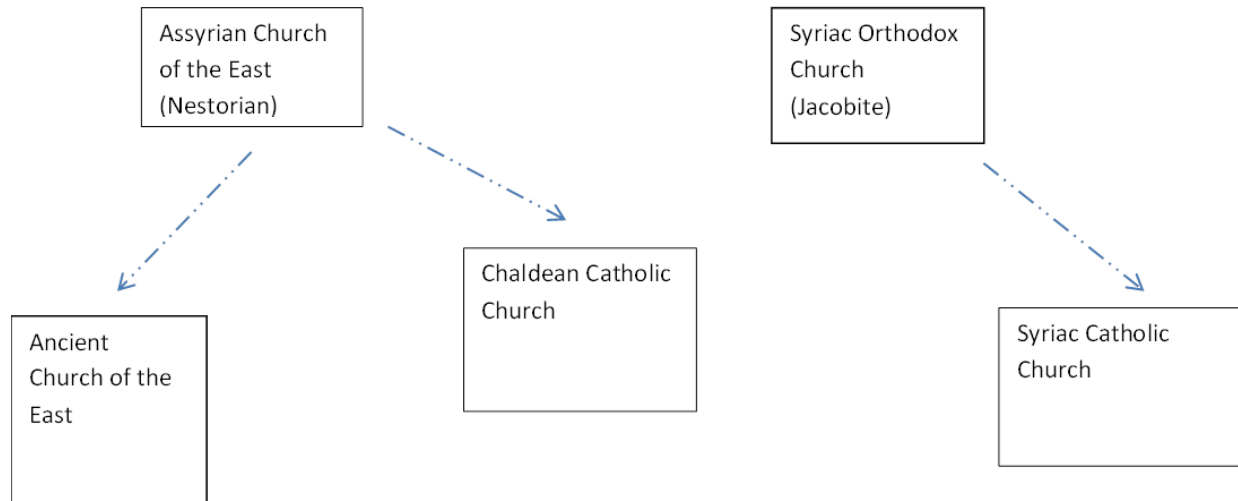 Assyrian Church
of the East
(Nestorian)
Syriac Orthodox
Church
(Jacobite)
Chaldean Catholic
Church
Syriac Catholic
Church
Ancient
Church of the
East